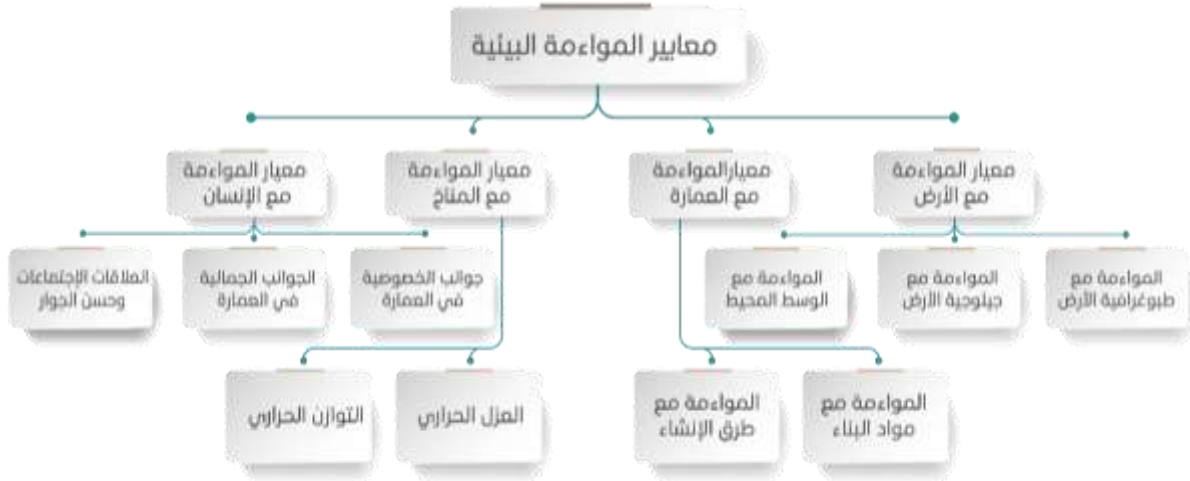 معايير المواءمة البيئية
معيار المواءمة
مع الأرض
معيارالمواءمة
مع العمارة
معيار المواءمة
مع المناخ
معيار المواءمة
مع الإنسان
المواءمة مع
طبوغرافية الأرض
المواءمة مع
جيلوجية الأرض
المواءمة مع
الوسط المحيط
جوانب الخصوصية
في العمارة
الجوانب الجمالية
في العمارة
العلاقات الإجتماعات
وحسن الجوار
المواءمة مع
مواد البناء
المواءمة مع
طرق الإنشاء
العزل الحراري
التوازن الحراري